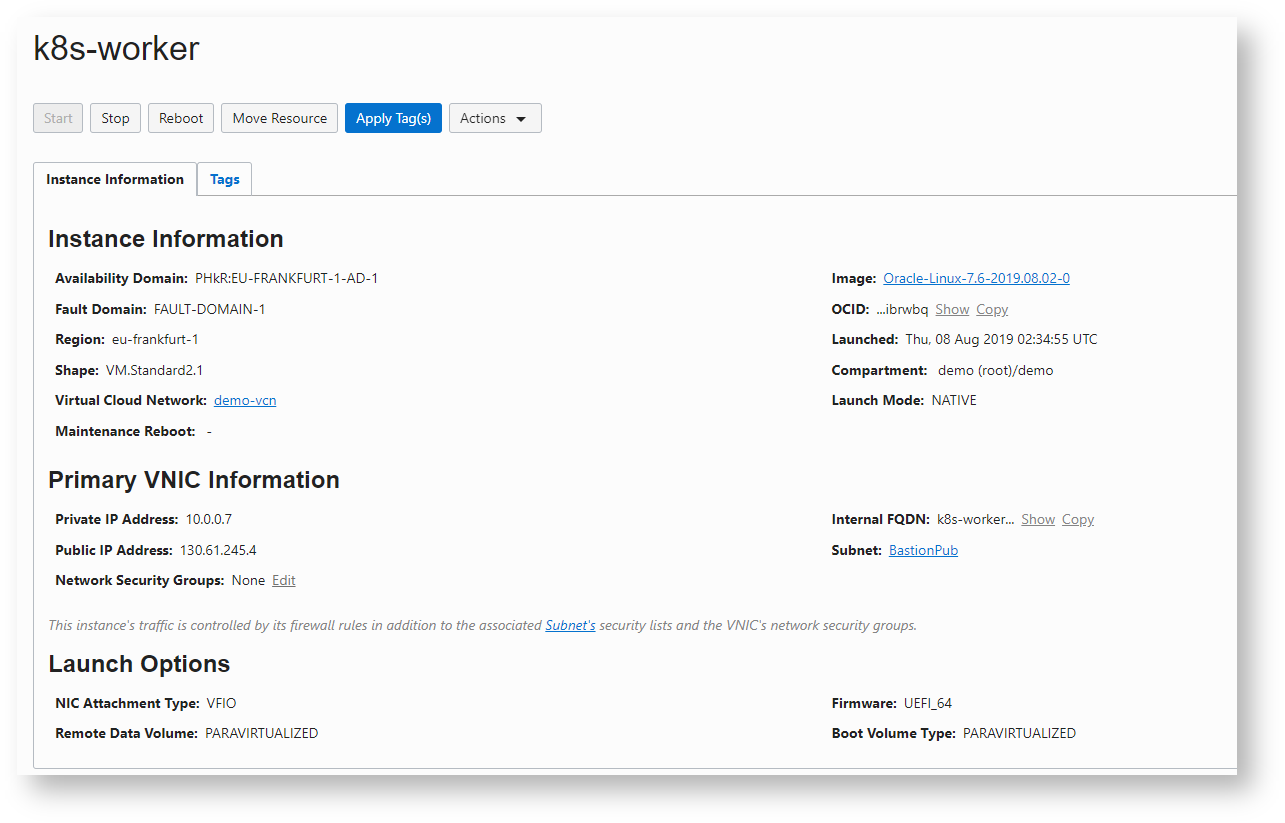 k8s-worker
Start Stop Reboot Move Resource Apply Tag(s) Actions
Instance Information Tags
Instance Information
Availability Domain: PHkR:EU-FRANKFURT-1-AD-1 Image: Oracle-Linux-7.6-2019.08.02-0
Fault Domain: FAULT-DOMAIN-1 OCID: ...ibrwbq Show Copy
Region: eu-frankfurt-1 Launched: Thu, 08 Aug 2019 02:34:55 UTC
Shape: VM.Standard2.1 Compartment: demo (root)/demo
Virtual Cloud Network: demo-vcn Launch Mode: NATIVE
Maintenance Reboot: -
Primary VNIC Information
Private IP Address: 10.0.0.7 Internal FQDN: k8s-worker... Show Copy
Public IP Address: 130.61.245.4 Subnet: BastionPub
Network Security Groups: None Edit
This instance's traffic is controlled by its firewall rules in addition to the associated Subnet's security lists and the VNIC's network security groups.
Launch Options
NIC Attachment Type: VFIO Firmware: UEFI_64
Remote Data Volume: PARAVIRTUALIZED Boot Volume Type: PARAVIRTUALIZED